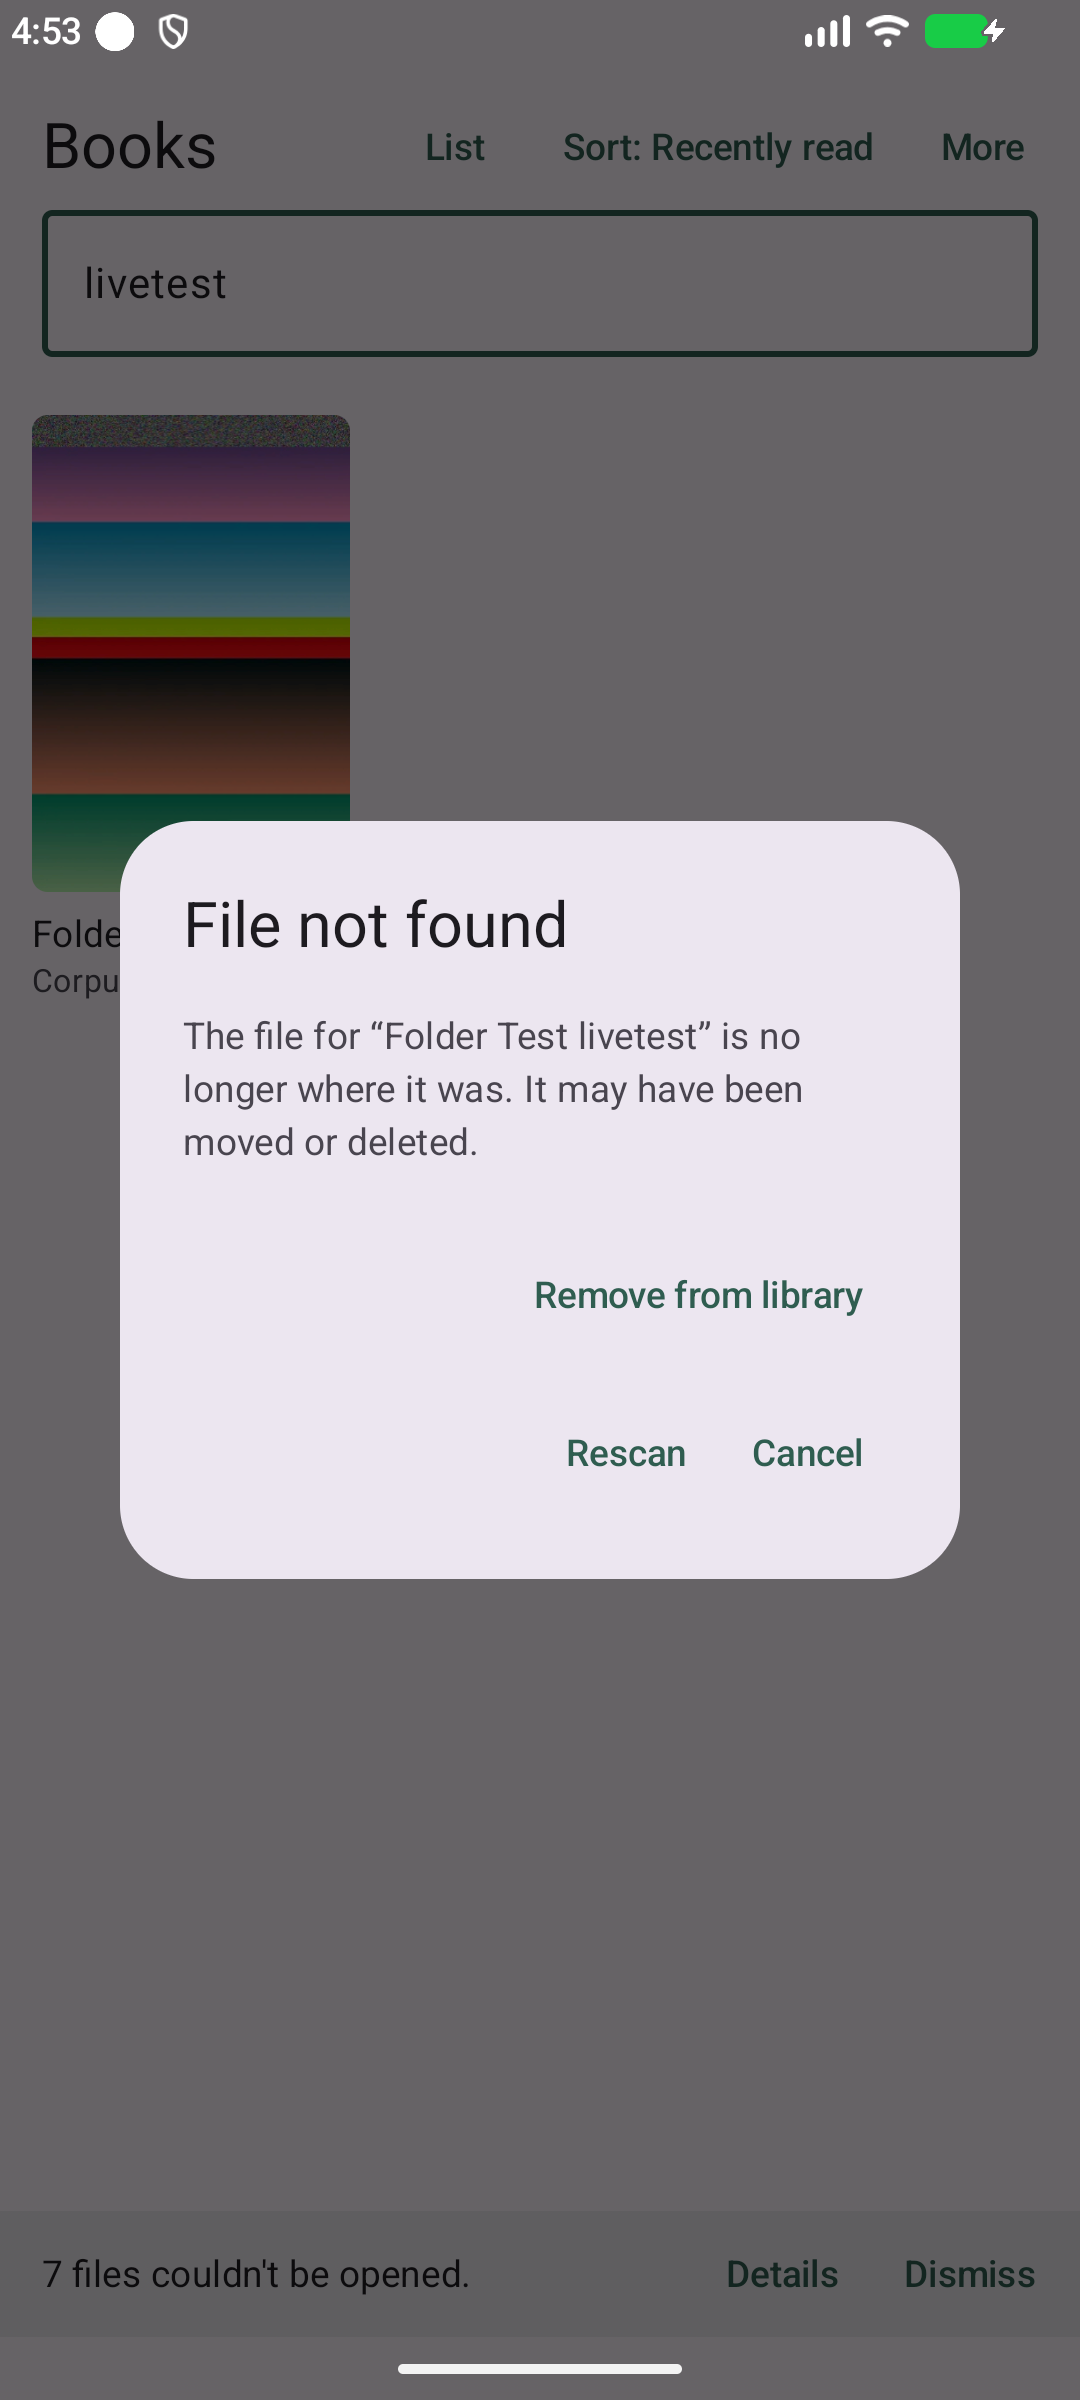 4:53
Books
List
Sort: Recently read
More
livetest
Folde
Corpu
File not found
The file for “Folder Test livetest” is no
longer where it was. It may have been
moved or deleted.
Remove from library
Rescan
Cancel
7 files couldn't be opened.
Details
Dismiss